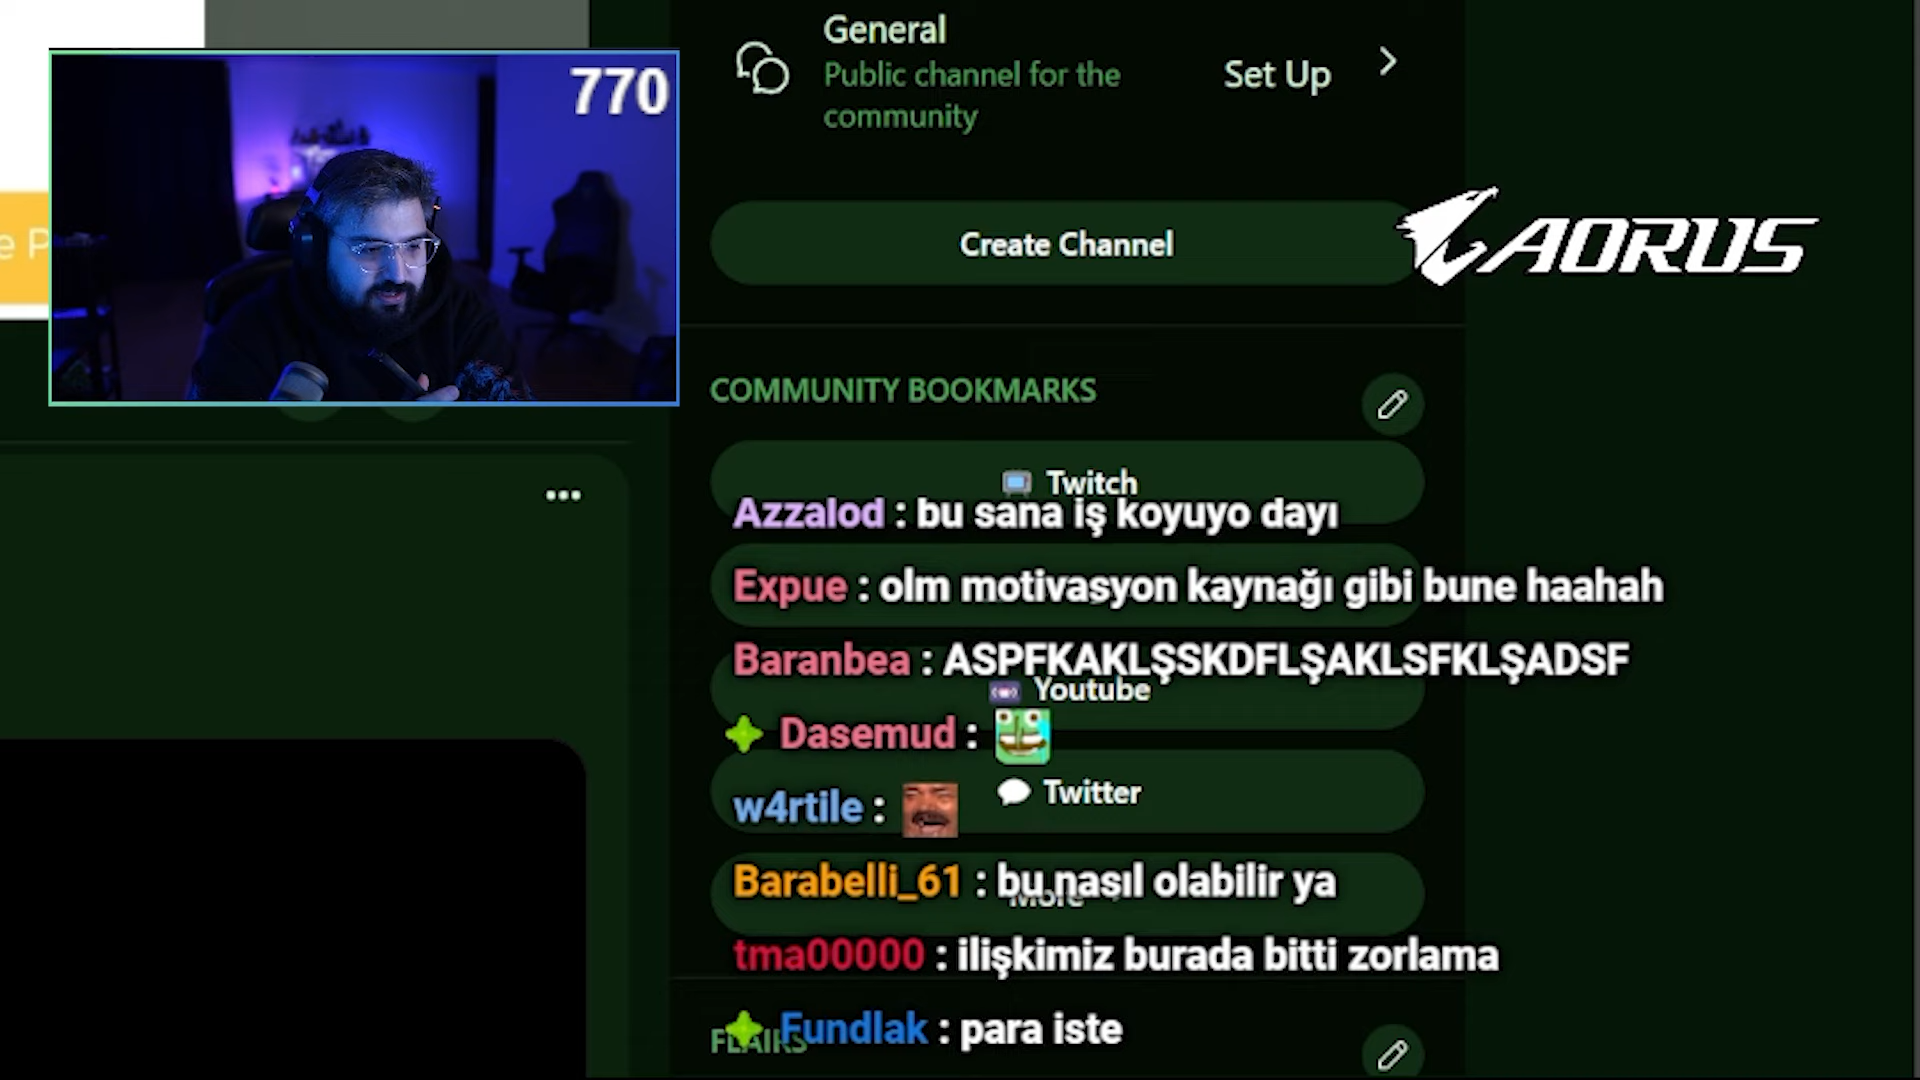 770
General
Public channel for the
community
Set Up
e P
Create Channel
AORUS
COMMUNITY BOOKMARKS
Twitch
Azzalod : bu sana iş koyuyo dayı
Expue : olm motivasyon kaynağı gibi bune haahah
Baranbea : ASPFKAKLŞSKDFLŞAKLSFKLŞADSF
Youtube
Dasemud :
w4rtile :
Twitter
Barabelli_61 : bu nasıl olabilir ya
More
tma00000 : ilişkimiz burada bitti zorlama
Fundlak : para iste
FLAIRS